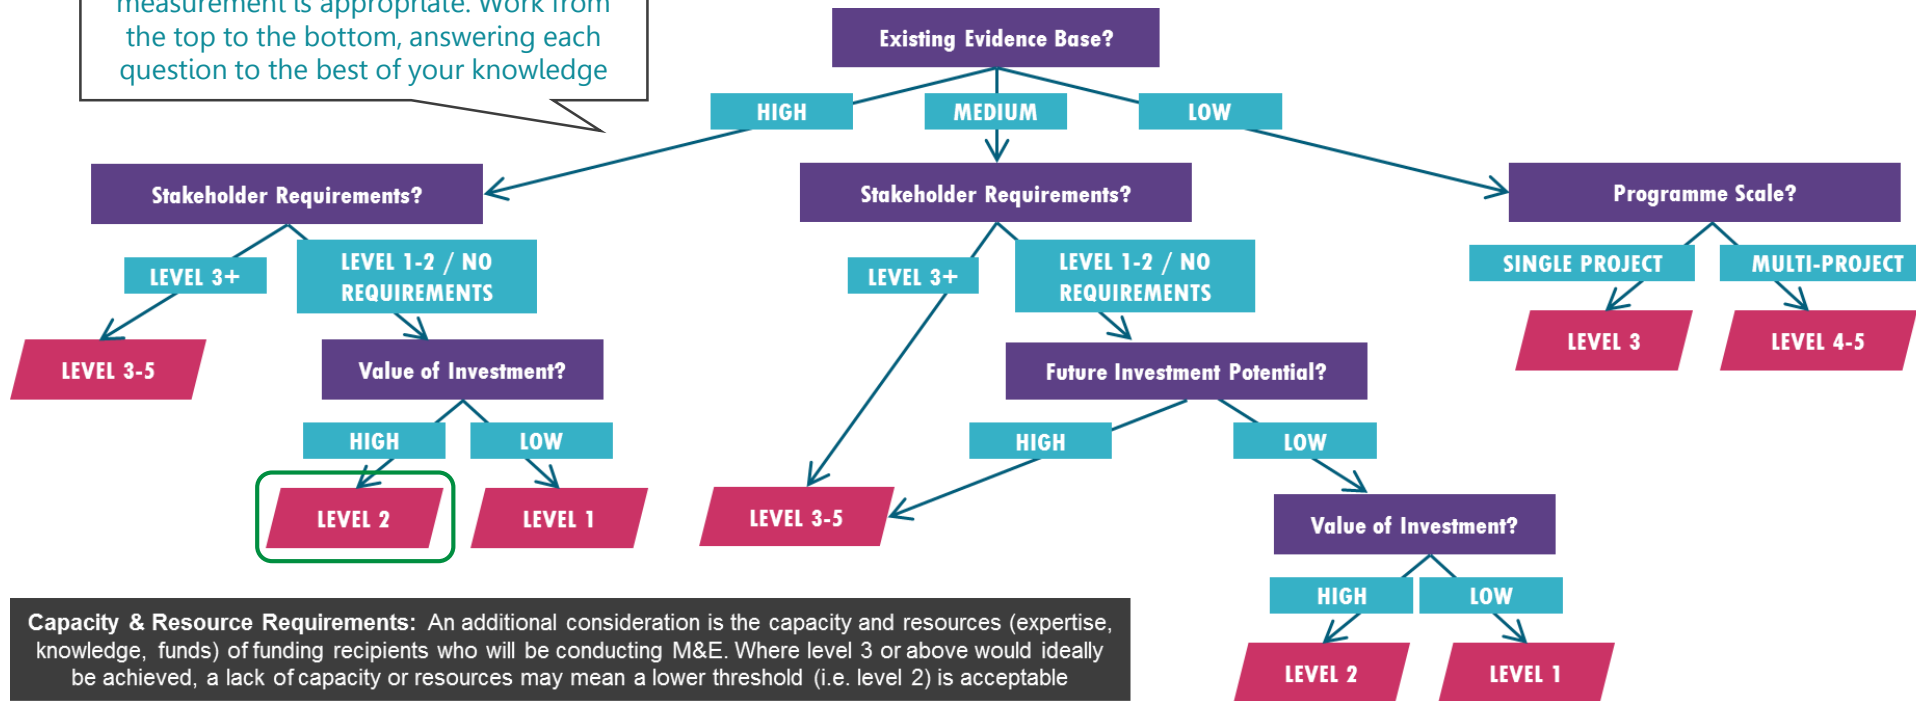 measurement is appropriate. Work from
the top to the bottom, answering each
question to the best of your knowledge
Existing Evidence Base?
HIGH
MEDIUM
LOW
Stakeholder Requirements?
Stakeholder Requirements?
Programme Scale?
LEVEL 3+
LEVEL 1-2 / NO
REQUIREMENTS
LEVEL 3+
LEVEL 1-2 / NO
REQUIREMENTS
SINGLE PROJECT
MULTI-PROJECT
LEVEL 3-5
Value of Investment?
Future Investment Potential?
LEVEL 3
LEVEL 4-5
HIGH
LOW
HIGH
LOW
LEVEL 2
LEVEL 1
LEVEL 3-5
Value of Investment?
HIGH
LOW
LEVEL 2
LEVEL 1
Capacity & Resource Requirements: An additional consideration is the capacity and resources (expertise,
knowledge, funds) of funding recipients who will be conducting M&E. Where level 3 or above would ideally
be achieved, a lack of capacity or resources may mean a lower threshold (i.e. level 2) is acceptable